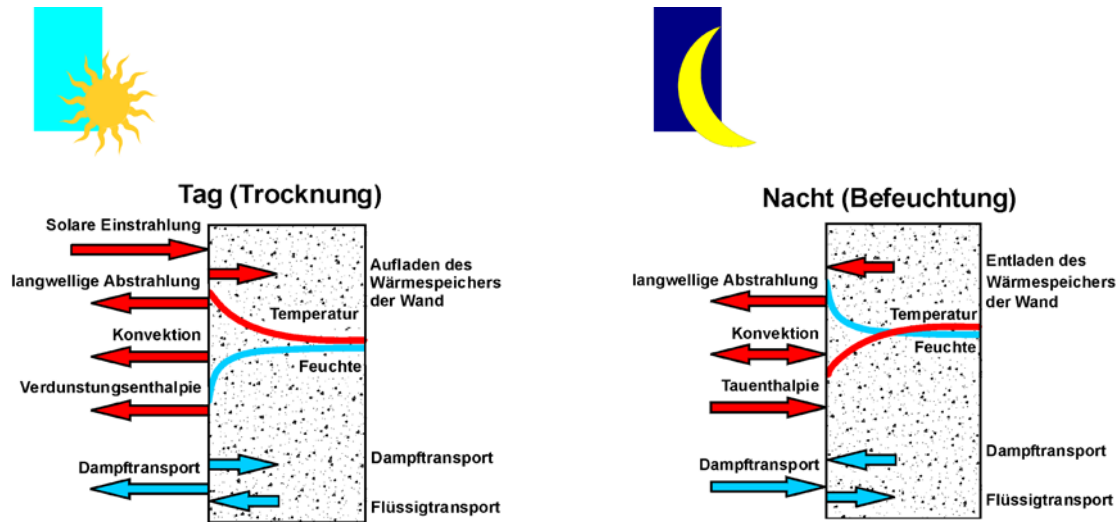 Tag (Trocknung)
Solare Einstrahlung
langwellige Abstrahlung
Konvektion
Verdunstungsenthalpie
Dampftransport
Temperatur
Feuchte
Aufladen des
Wärmespeichers
der Wand
Dampftransport
Flüssigtransport
Nacht (Befeuchtung)
langwellige Abstrahlung
Konvektion
Tauenthalpie
Dampftransport
Temperatur
Feuchte
Entladen des
Wärmespeichers
der Wand
Dampftransport
Flüssigtransport